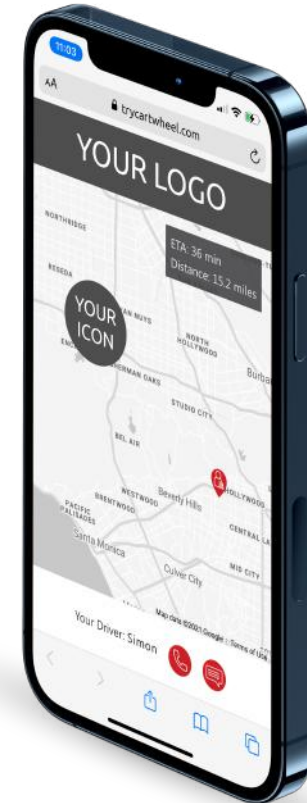 11:03
AA
trycartwheel.com
YOUR LOGO
NORTHRIDGE
ETA: 36 min
Distance: 15.2 miles
RESEDA
YOUR
ICON
AN NUYS
NORTH
HOLLYWOOD
Burba
HERMAN OAKS
STUDIO CITY
BEL AIR
HOLLYWOOD
WESTWOOD
Beverly Hills
BRENTWOOD
PACIFIC
PALISADES
CENTRAL LA
Santa Monica
MID CITY
Culver City
Map data ©2021 Google
Terms of Use
Your Driver: Simon